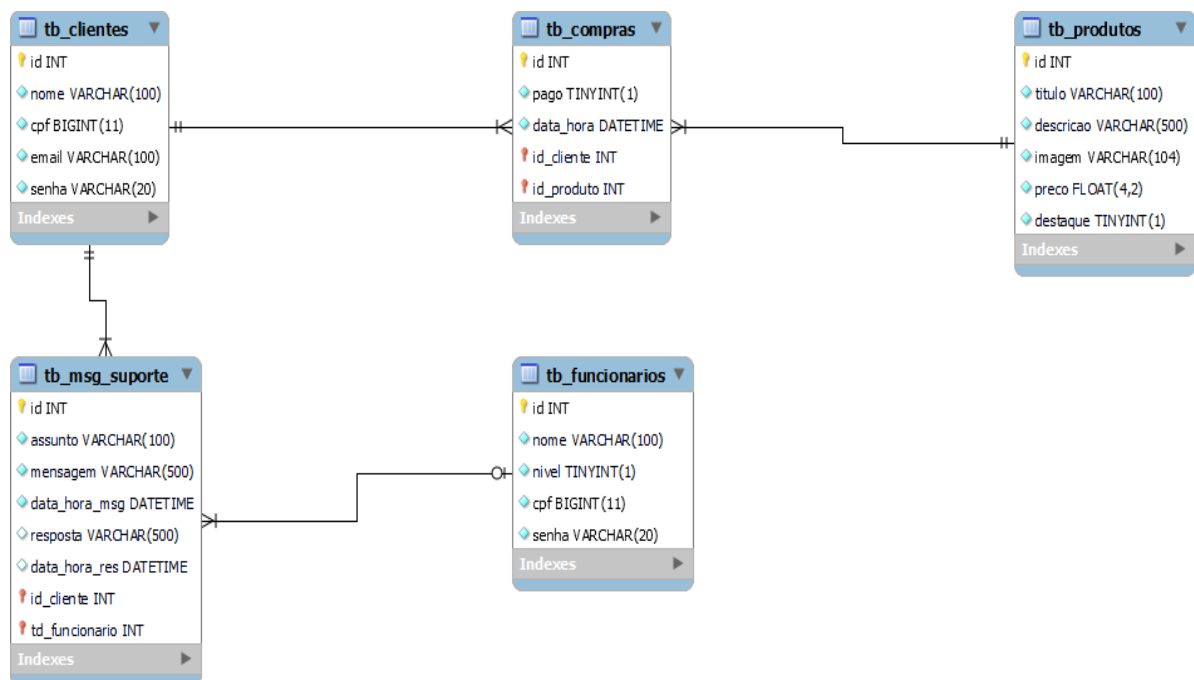 tb_clientes
id INT
nome VARCHAR(100)
cpf BIGINT(11)
email VARCHAR(100)
senha VARCHAR(20)
Indexes
tb_compras
id INT
pago TINYINT(1)
data_hora DATETIME
id_cliente INT
id_produto INT
Indexes
tb_produtos
id INT
titulo VARCHAR(100)
descricao VARCHAR(500)
imagem VARCHAR(104)
preco FLOAT(4,2)
destaque TINYINT(1)
Indexes
tb_msg_suporte
id INT
assunto VARCHAR(100)
mensagem VARCHAR(500)
data_hora_msg DATETIME
resposta VARCHAR(500)
data_hora_res DATETIME
id_cliente INT
td_funcionario INT
Indexes
tb_funcionarios
id INT
nome VARCHAR(100)
nivel TINYINT(1)
cpf BIGINT(11)
senha VARCHAR(20)
Indexes